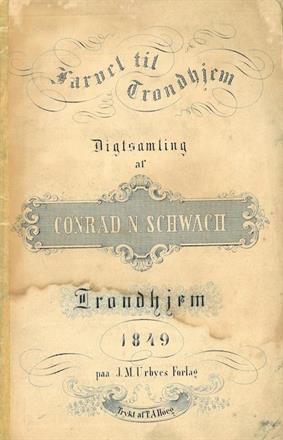 Farvel til
Trondhjem
Digtsamling
af
CONRAD N SCHWACH
Trondhjem
1849
paa J. M. Urbyes Forlag
Trykt af T. A. Høeg